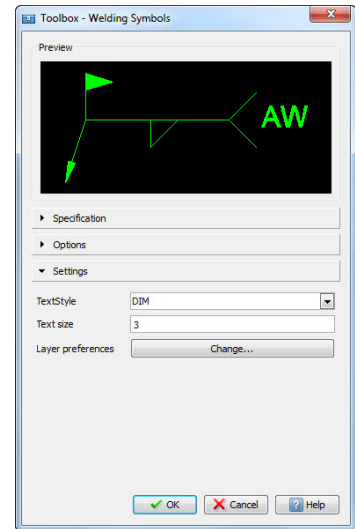 Toolbox - Welding Symbols
Preview
AW
Specification
Options
Settings
TextStyle DIM
Text size 3
Layer preferences Change...
OK Cancel Help